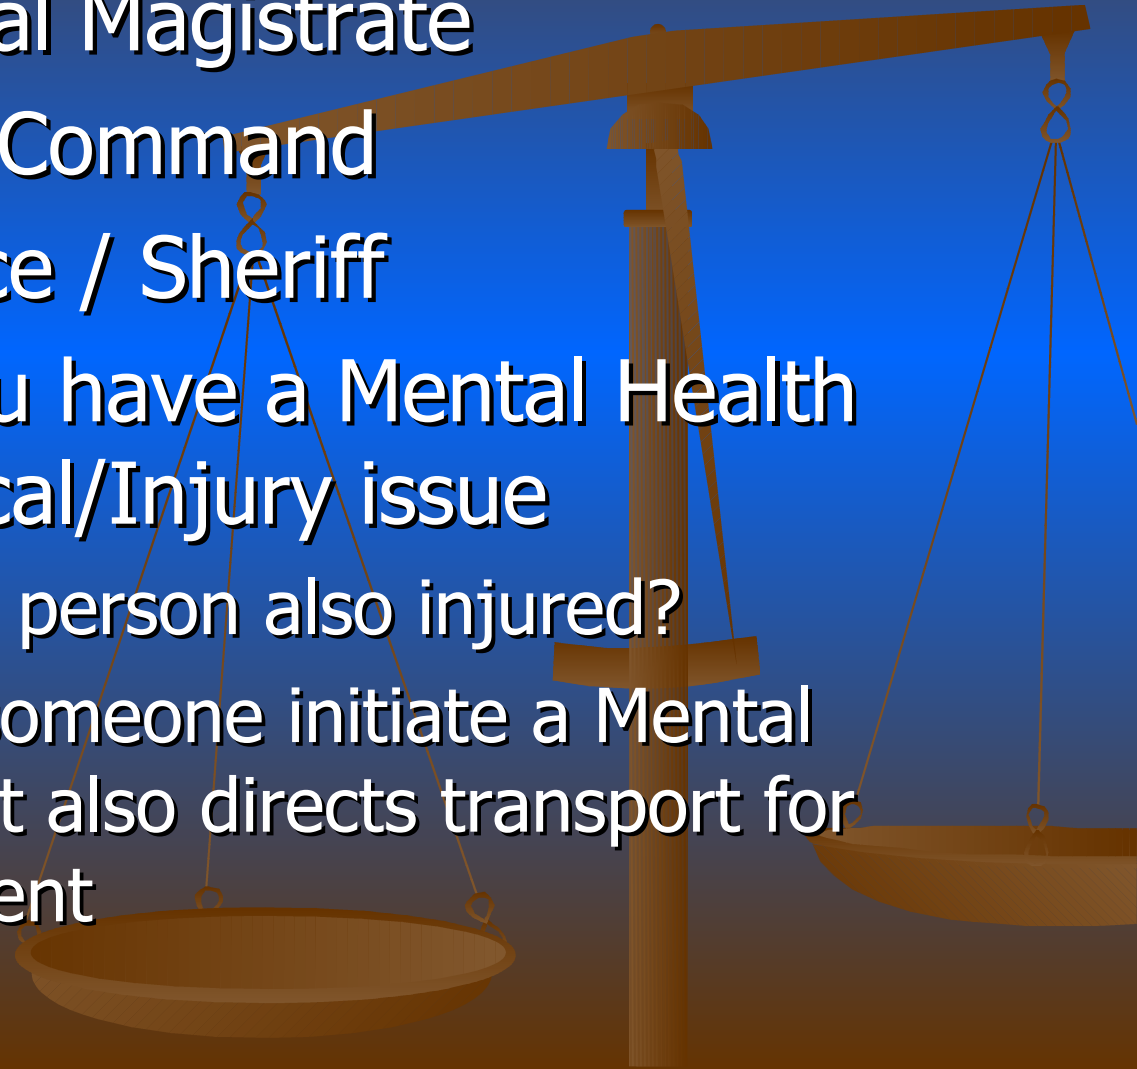 al Magistrate
Command
ce / Sheriff
u have a Mental Health
cal/Injury issue
person also injured?
omeone initiate a Mental
t also directs transport for
ent